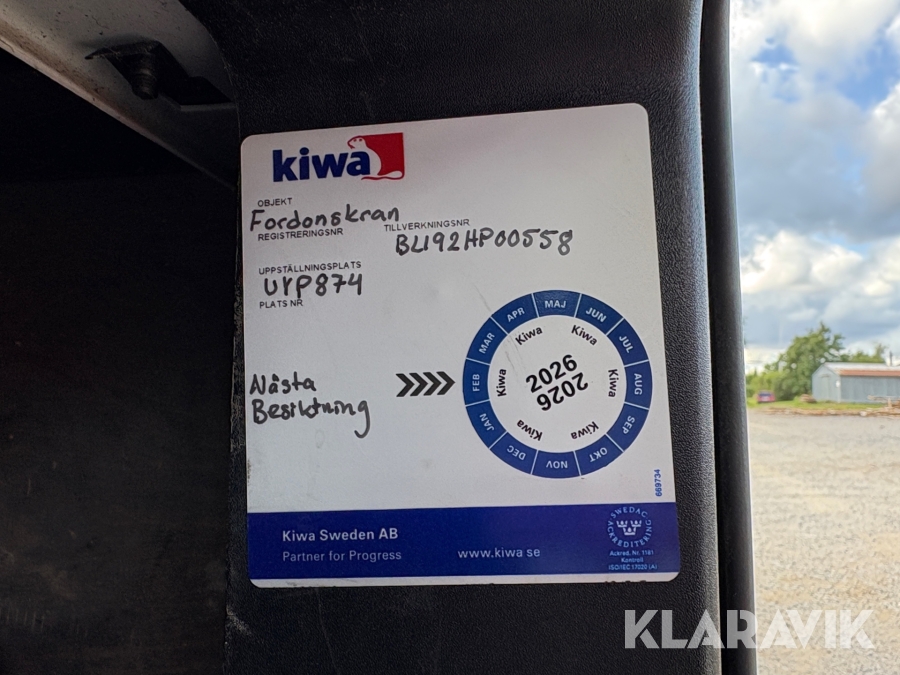 kiwa
OBJEKT
Fordonskran
REGISTRERINGSNR
TILLVERKNINGSNR
BL192HP00558
UPPSTÄLLNINGSPLATS
UYP874
PLATS NR
Nästa
Besiktning
JAN FEB MAR APR MAJ JUN JUL AUG SEP OKT NOV DEC
Kiwa Kiwa Kiwa Kiwa Kiwa Kiwa
2026
2026
669734
Kiwa Sweden AB
Partner for Progress
www.kiwa.se
SWEDAC
ACKREDITERING
Ackred. Nr. 1161
Kontroll
ISO/IEC 17020 (A)
KLARAVIK